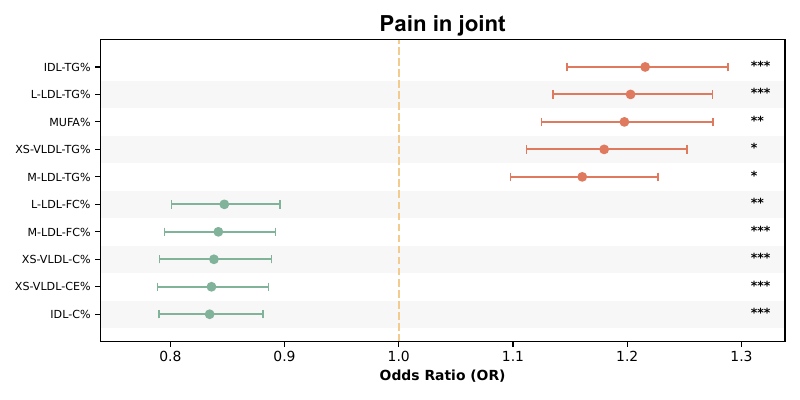 Pain in joint
IDL-TG% ***
L-LDL-TG% ***
MUFA% **
XS-VLDL-TG% *
M-LDL-TG% *
L-LDL-FC% **
M-LDL-FC% ***
XS-VLDL-C% ***
XS-VLDL-CE% ***
IDL-C% ***
0.8 0.9 1.0 1.1 1.2 1.3
Odds Ratio (OR)